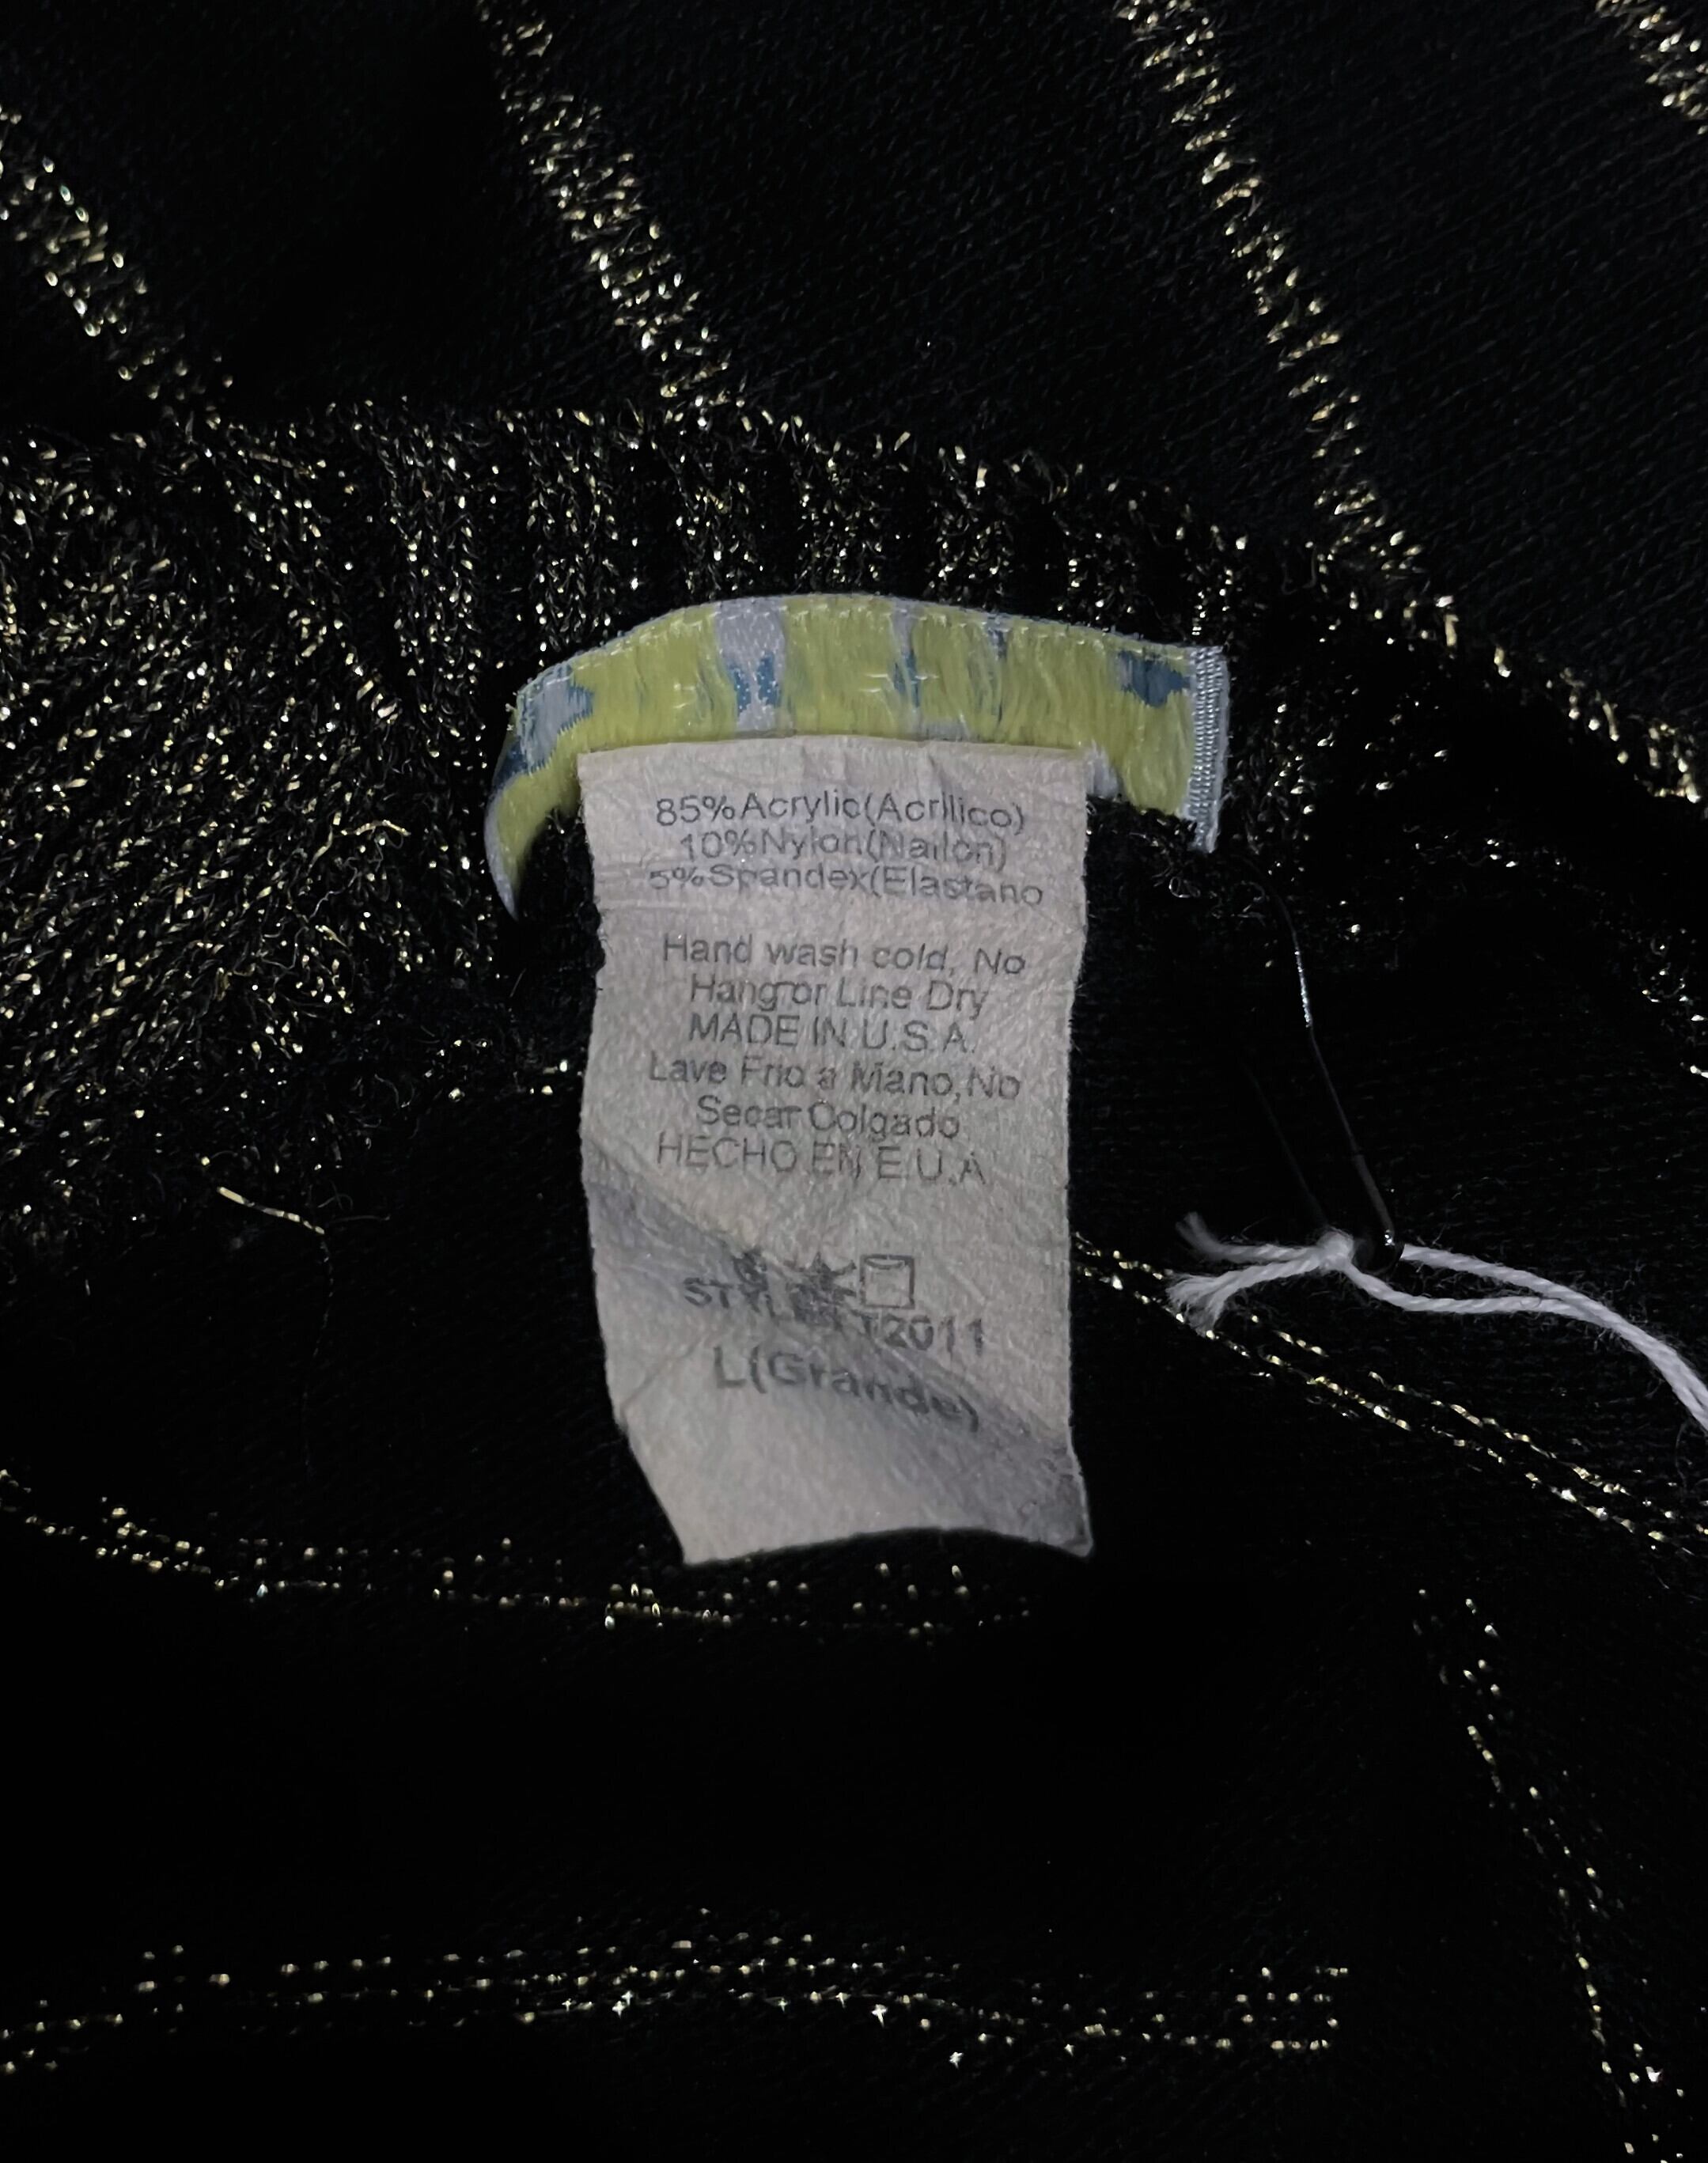 85%Acrylic(Acrilico)
10%Nylon(Nailon)
5%Spandex(Elastano
Hand wash cold, No
Hang or Line Dry
MADE IN U.S.A.
Lave Frio a Mano,No
Secar Colgado
HECHO EN E.U.A
STYLE
L(Grande)